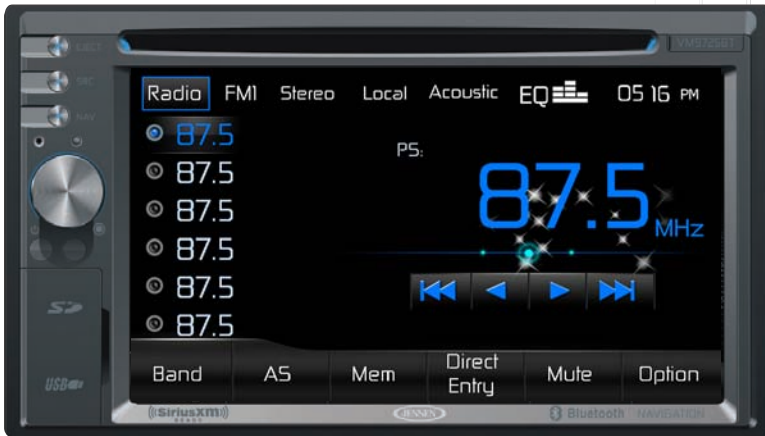 EJECT
VM9725BT
SRC
NAV
Radio FM1 Stereo Local Acoustic EQ 05 16 PM
87.5
PS:
87.5
87.5
87.5
87.5
87.5
87.5 MHz
Band AS Mem Direct Entry Mute Option
USB
((SiriusXM))
READY
JENSEN
Bluetooth
NAVIGATION